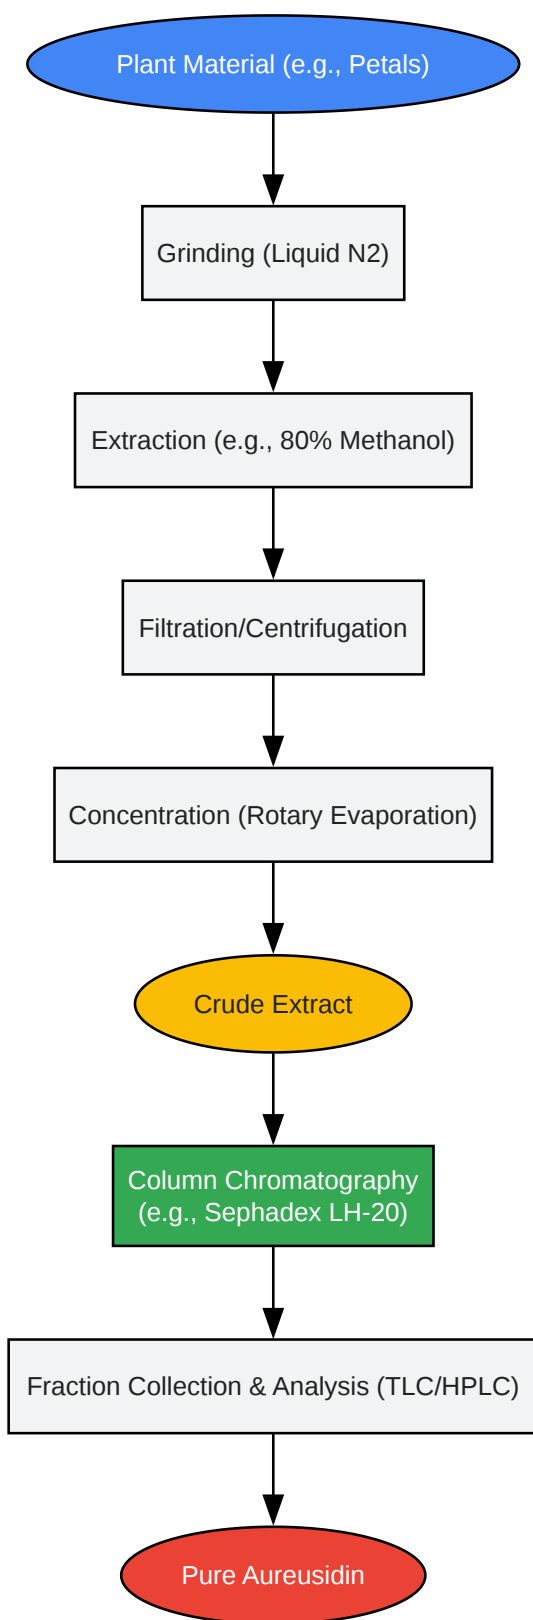 Plant Material (e.g., Petals)
Grinding (Liquid N2)
Extraction (e.g., 80% Methanol)
Filtration/Centrifugation
Concentration (Rotary Evaporation)
Crude Extract
Column Chromatography
(e.g., Sephadex LH-20)
Fraction Collection & Analysis (TLC/HPLC)
Pure Aureusidin